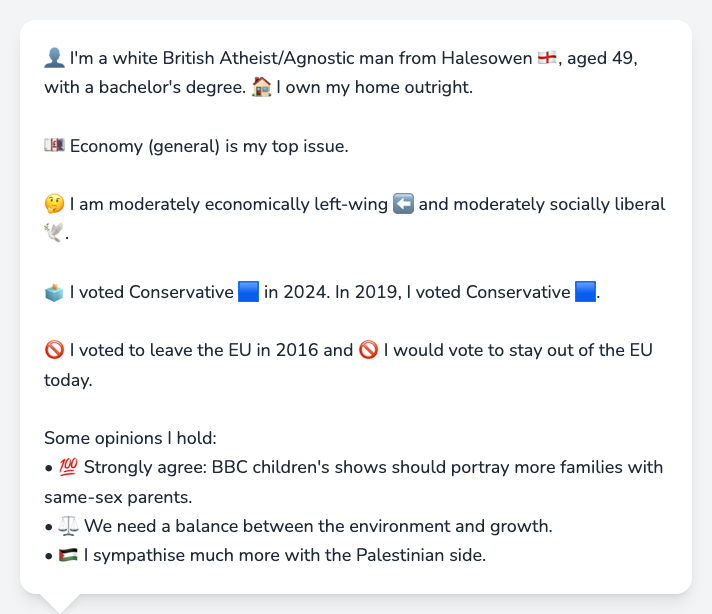 👤 I'm a white British Atheist/Agnostic man from Halesowen 🏴󠁧󠁢󠁥󠁮󠁧󠁿, aged 49,
with a bachelor's degree. 🏠 I own my home outright.
💷 Economy (general) is my top issue.
🤔 I am moderately economically left-wing ⬅️ and moderately socially liberal
🕊️.
🗳️ I voted Conservative 🟦 in 2024. In 2019, I voted Conservative 🟦.
🚫 I voted to leave the EU in 2016 and 🚫 I would vote to stay out of the EU
today.
Some opinions I hold:
• 💯 Strongly agree: BBC children's shows should portray more families with
same-sex parents.
• ⚖️ We need a balance between the environment and growth.
• 🇵🇸 I sympathise much more with the Palestinian side.